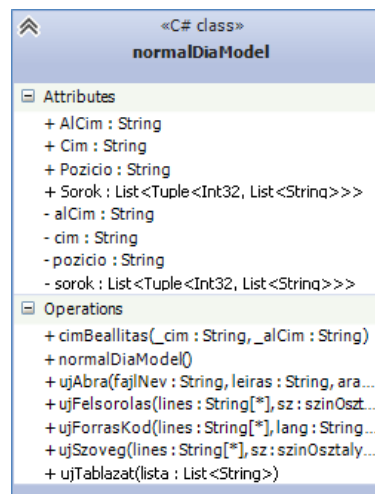 «C# class»
normalDiaModel
Attributes
+ AlCim : String
+ Cim : String
+ Pozicio : String
+ Sorok : List<Tuple<Int32, List<String>>>
- alCim : String
- cim : String
- pozicio : String
- sorok : List<Tuple<Int32, List<String>>>
Operations
+ cimBeallitas(_cim : String, _alCim : String)
+ normalDiaModel()
+ ujAbra(fajlNev : String, leiras : String, ara...
+ ujFelsorolas(lines : String[*], sz : szinOszt...
+ ujForrasKod(lines : String[*], lang : String...
+ ujSzoveg(lines : String[*], sz : szinOsztaly...
+ ujTablazat(lista : List<String>)